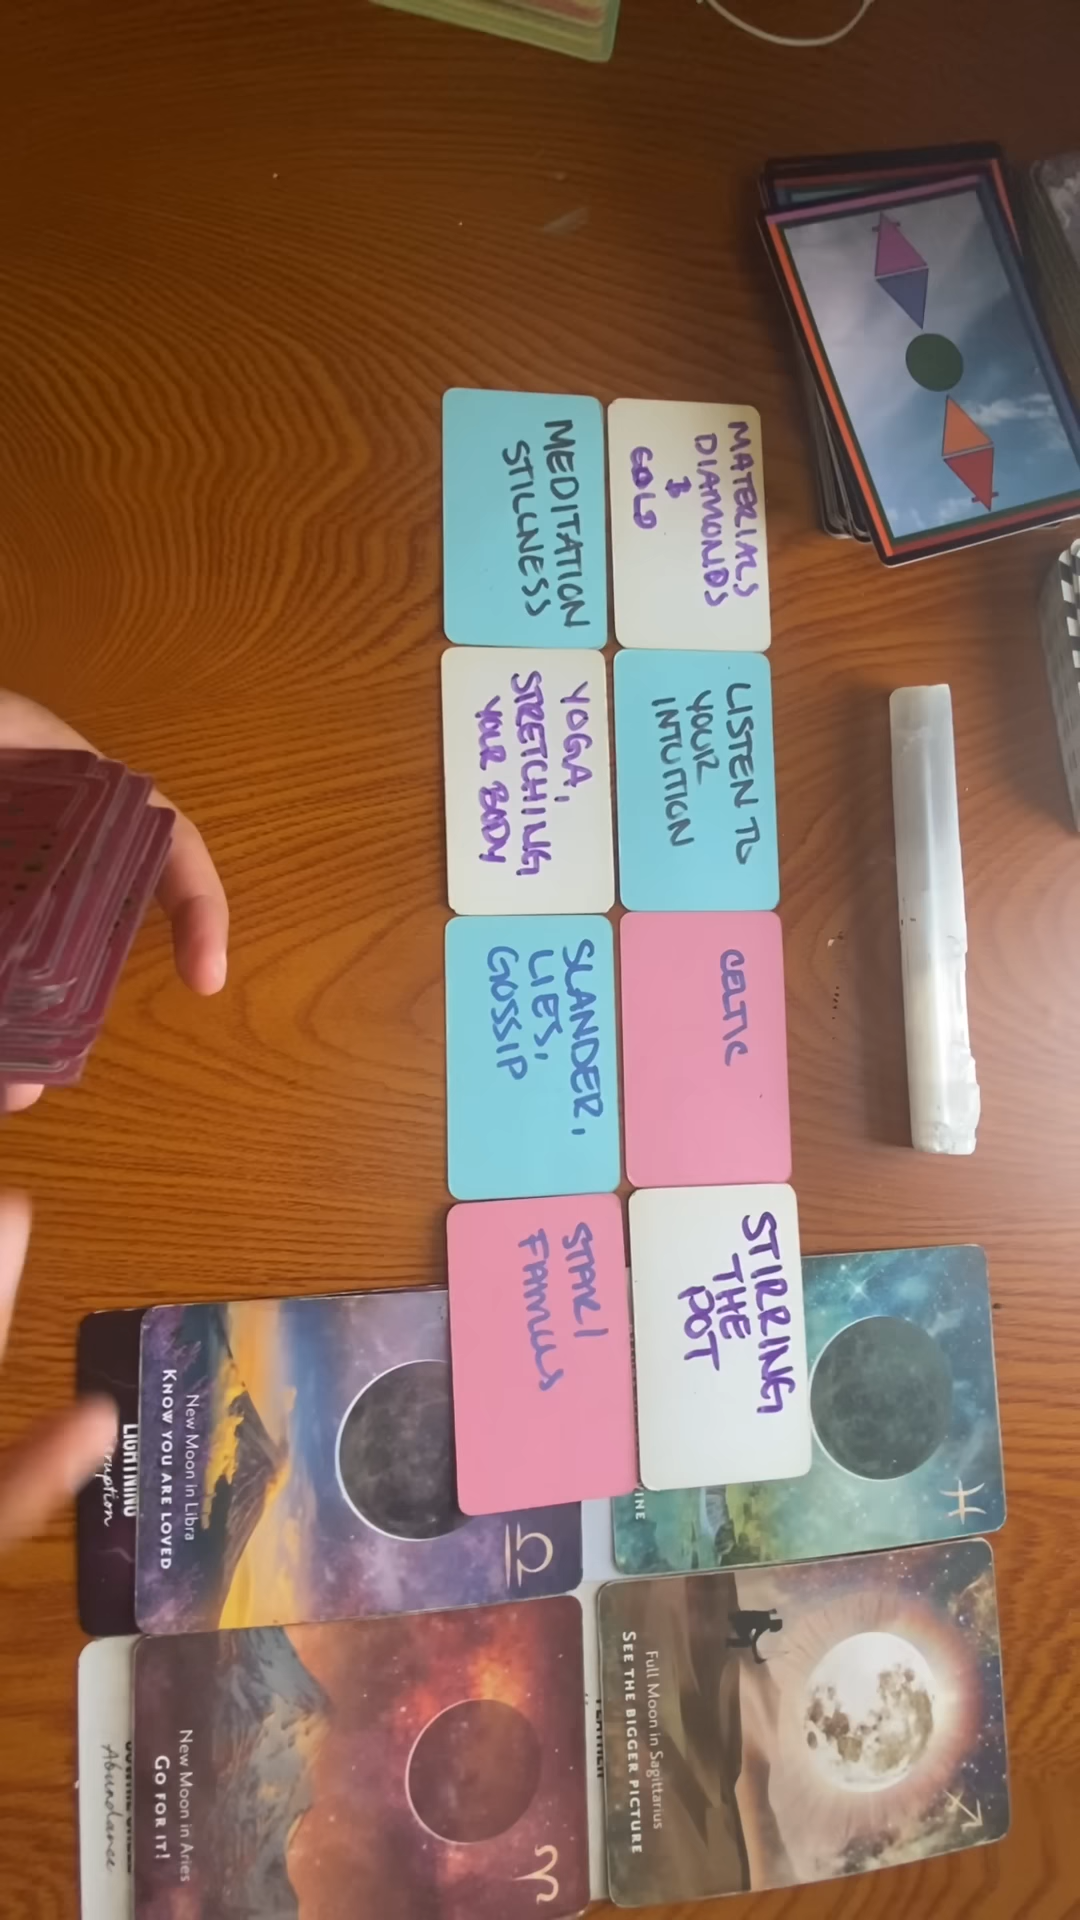 MATERIALS
DIAMONDS
&
GOLD
LISTEN TO
YOUR
INTUITION
CELTIC
STIRRING
THE
POT
MEDITATION
STILLNESS
YOGA,
STRETCHING
YOUR BODY
SLANDER,
LIES,
GOSSIP
STAR/
FAMOUS
Full Moon in Sagittarius
SEE THE BIGGER PICTURE
New Moon in Libra
KNOW YOU ARE LOVED
LIGHTNING
New Moon in Aries
GO FOR IT!
Abundance